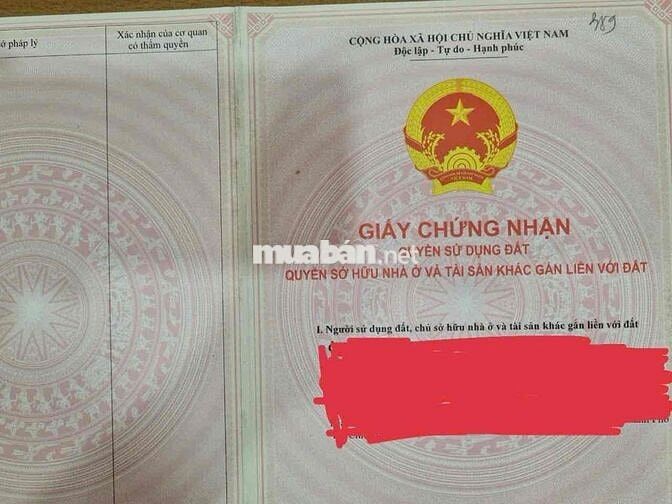 ở pháp lý
Xác nhận của cơ quan
có thẩm quyền
389
CỘNG HÒA XÃ HỘI CHỦ NGHĨA VIỆT NAM
Độc lập - Tự do - Hạnh phúc
VIỆT NAM
GIẤY CHỨNG NHẬN
QUYỀN SỬ DỤNG ĐẤT
QUYỀN SỞ HỮU NHÀ Ở VÀ TÀI SẢN KHÁC GẮN LIỀN VỚI ĐẤT
muabán.net
I. Người sử dụng đất, chủ sở hữu nhà ở và tài sản khác gắn liền với đất